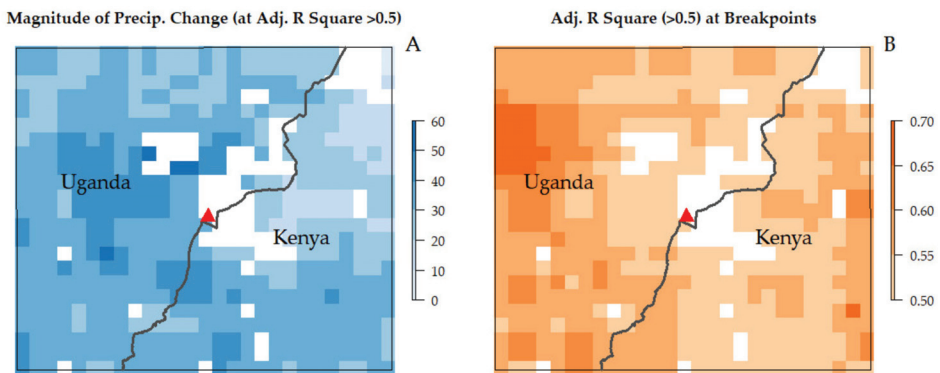 Magnitude of Precip. Change (at Adj. R Square >0.5)
A
Uganda
Kenya
60
50
40
30
20
10
0
Adj. R Square (>0.5) at Breakpoints
B
Uganda
Kenya
0.70
0.65
0.60
0.55
0.50